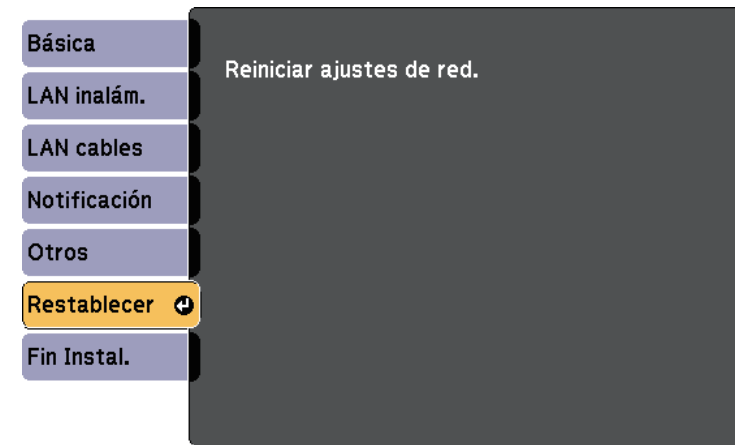 Básica
LAN inalám.
LAN cables
Notificación
Otros
Restablecer
Fin Instal.
Reiniciar ajustes de red.